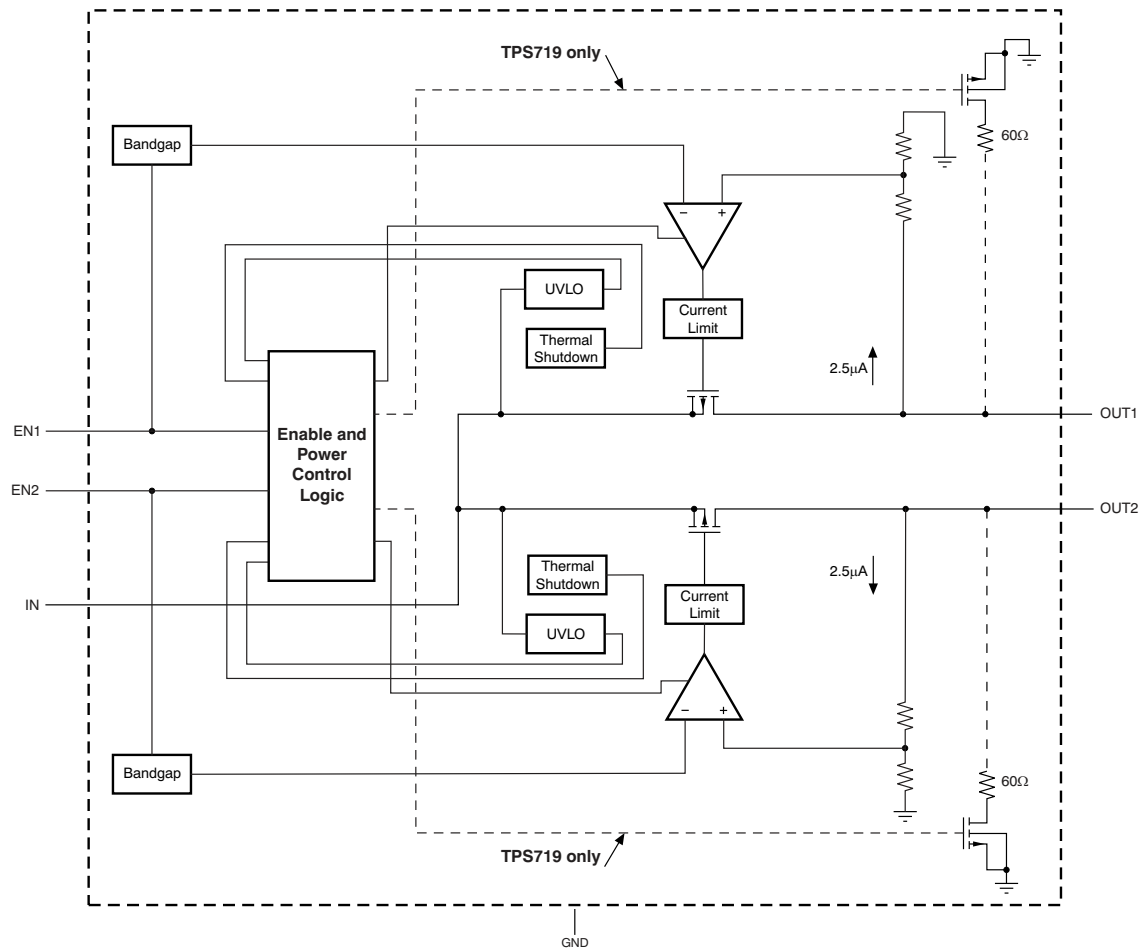 TPS719 only
60Ω
Bandgap
−
+
UVLO
Current
Limit
Thermal
Shutdown
2.5µA
OUT1
EN1
Enable and
Power
Control
Logic
EN2
OUT2
Thermal
Shutdown
2.5µA
Current
Limit
IN
UVLO
−
+
Bandgap
60Ω
TPS719 only
GND